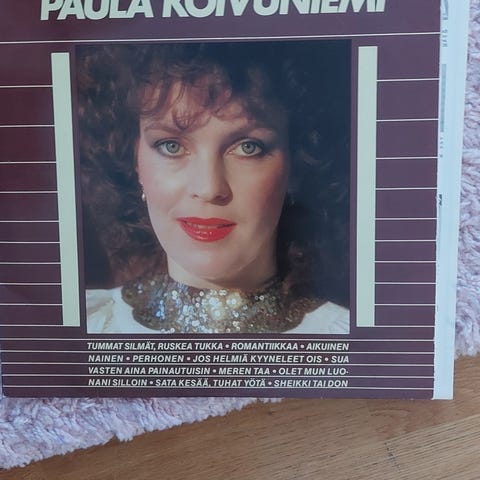 PAULA KOIVUNIEMI
TUMMAT SILMÄT, RUSKEA TUKKA • ROMANTIIKKAA • AIKUINEN
NAINEN • PERHONEN • JOS HELMIÄ KYYNELEET OIS • SUA
VASTEN AINA PAINAUTUISIN • MEREN TAA • OLET MUN LUO-
NANI SILLOIN • SATA KESÄÄ, TUHAT YÖTÄ • SHEIKKI TAI DON